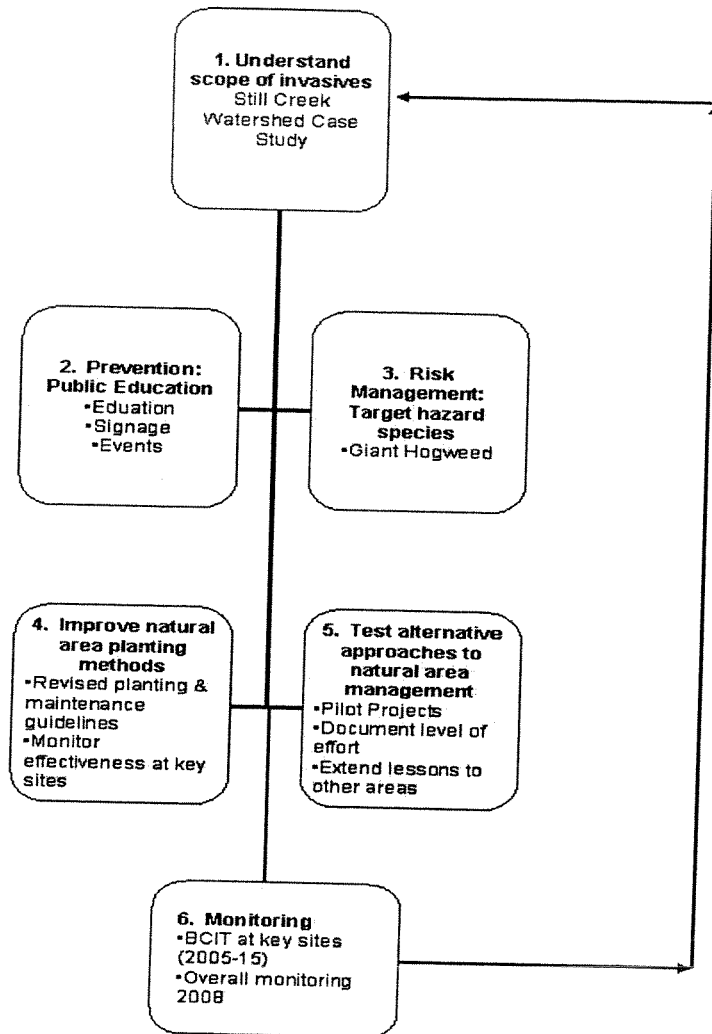 1. Understand
scope of invasives
Still Creek
Watershed Case
Study
2. Prevention:
Public Education
▪Eduation
▪Signage
▪Events
3. Risk
Management:
Target hazard
species
▪Giant Hogweed
4. Improve natural
area planting
methods
▪Revised planting &
maintenance
guidelines
▪Monitor
effectiveness at key
sites
5. Test alternative
approaches to
natural area
management
▪Pilot Projects
▪Document level of
effort
▪Extend lessons to
other areas
6. Monitoring
▪BCIT at key sites
(2005-15)
▪Overall monitoring
2008